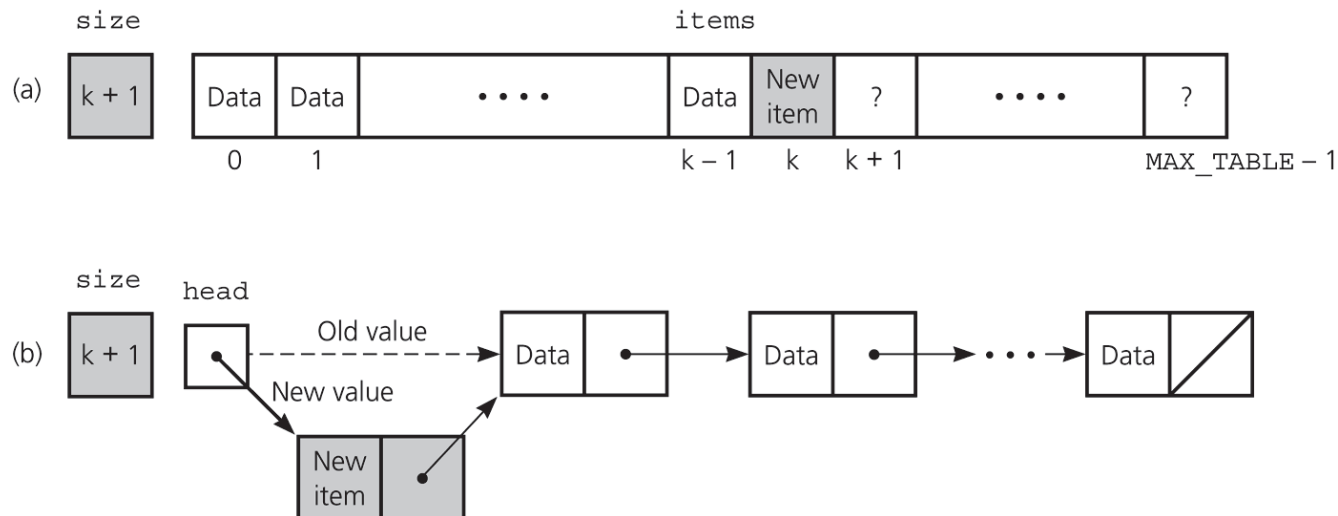 size items
(a) k + 1 Data Data • • • • Data New item ? • • • • ?
0 1 k – 1 k k + 1 MAX_TABLE – 1
size
head
(b) k + 1 Old value Data Data • • • Data
New value
New
item